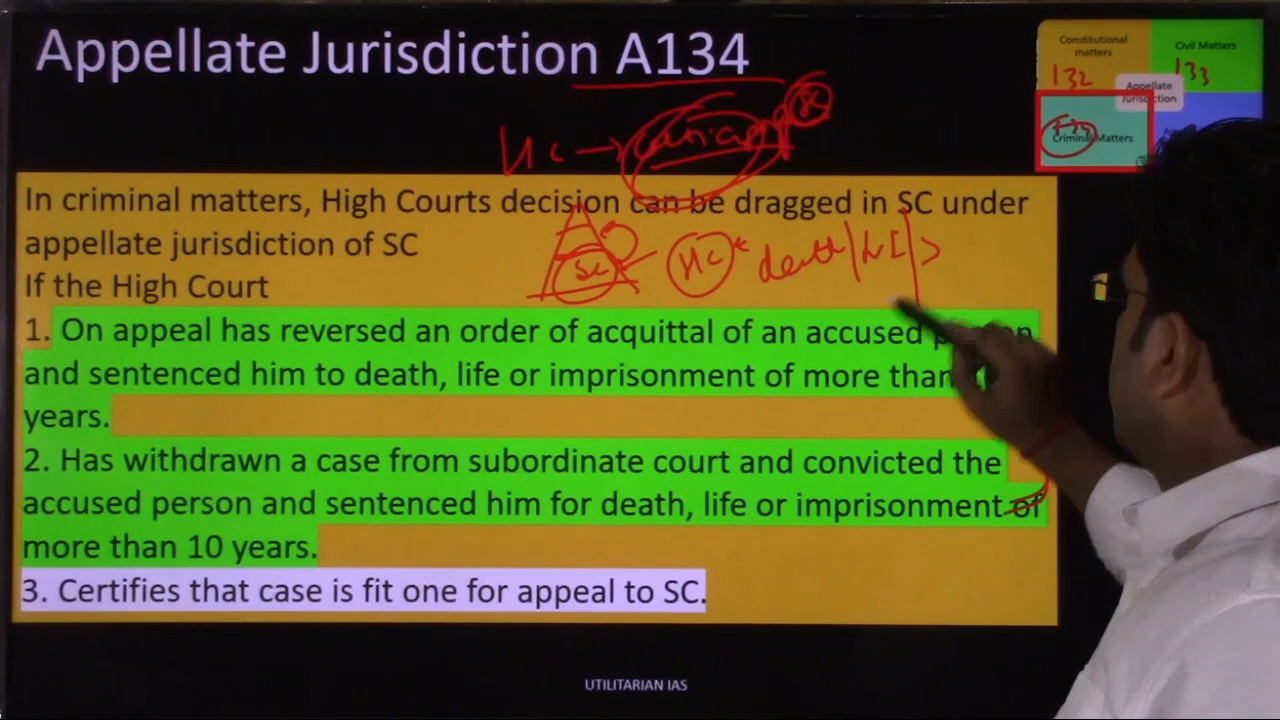 Appellate Jurisdiction A134
Constitutional
matters
132
Civil Matters
133
Appellate
Jurisdiction
Criminal Matters
HC →
In criminal matters, High Courts decision can be dragged in SC under
appellate jurisdiction of SC
If the High Court
SC
HC
death/
1. On appeal has reversed an order of acquittal of an accused person
and sentenced him to death, life or imprisonment of more than
years.
2. Has withdrawn a case from subordinate court and convicted the
accused person and sentenced him for death, life or imprisonment of
more than 10 years.
3. Certifies that case is fit one for appeal to SC.
UTILITARIAN IAS